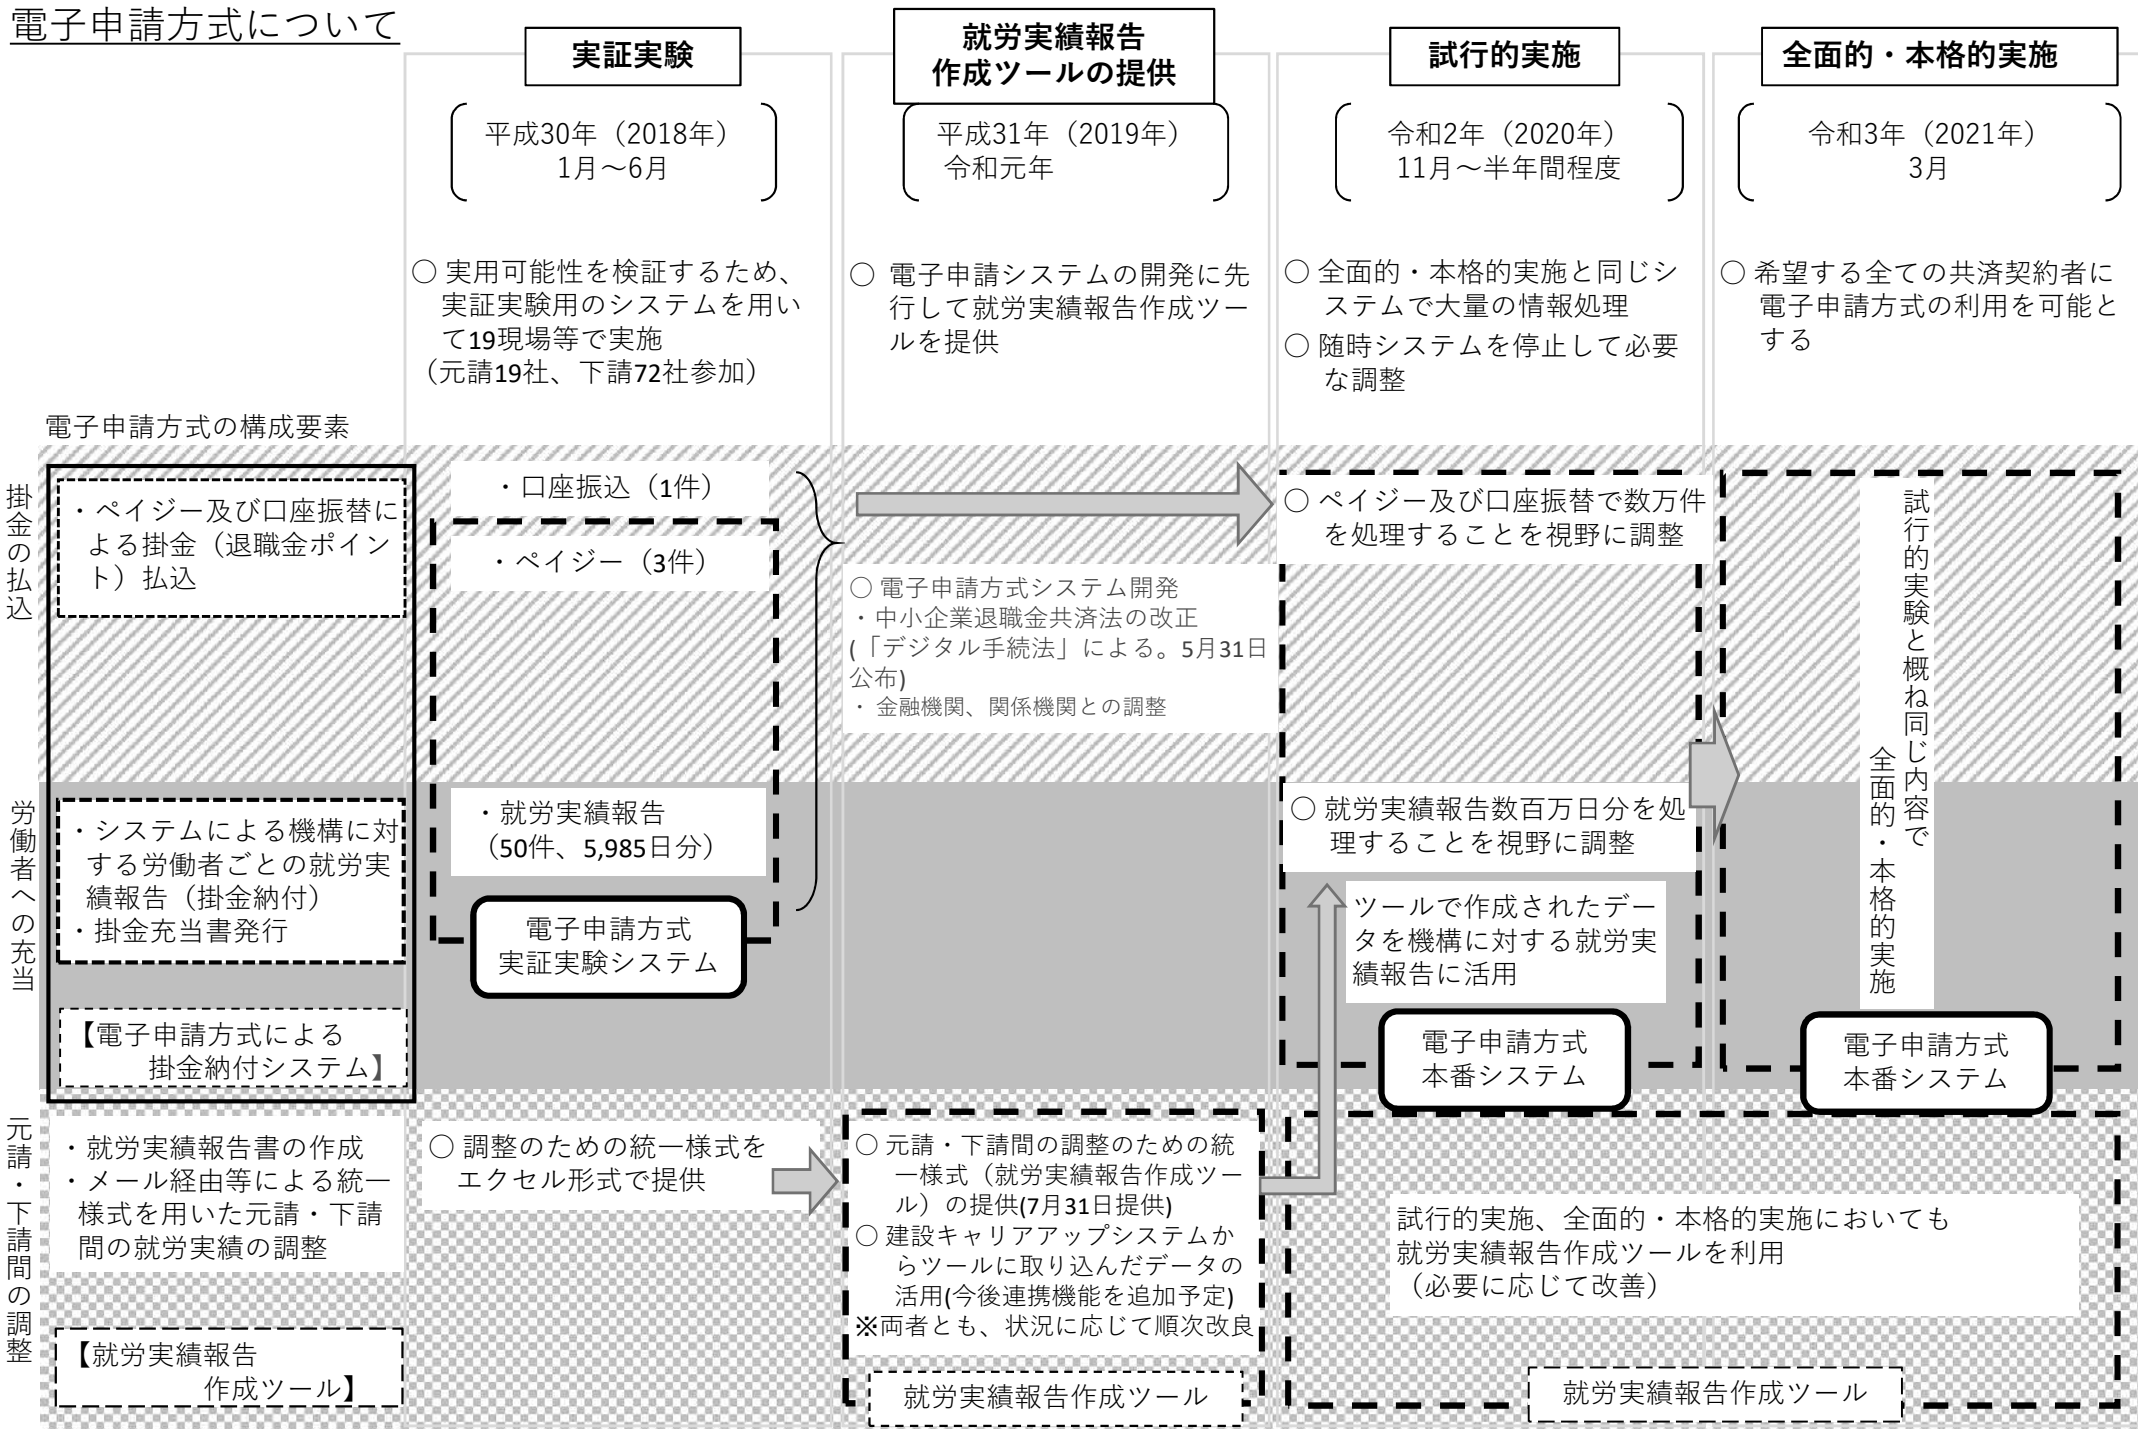 電子申請方式について
実証実験
平成30年（2018年）
1月～6月
○ 実用可能性を検証するため、
実証実験用のシステムを用い
て19現場等で実施
（元請19社、下請72社参加）
就労実績報告
作成ツールの提供
平成31年（2019年）
令和元年
○ 電子申請システムの開発に先
行して就労実績報告作成ツー
ルを提供
試行的実施
令和2年（2020年）
11月～半年間程度
○ 全面的・本格的実施と同じシ
ステムで大量の情報処理
○ 随時システムを停止して必要
な調整
全面的・本格的実施
令和3年（2021年）
3月
○ 希望する全ての共済契約者に
電子申請方式の利用を可能と
する
電子申請方式の構成要素
掛金の払込
・ペイジー及び口座振替に
よる掛金（退職金ポイン
ト）払込
・口座振込（1件）
・ペイジー（3件）
○ 電子申請方式システム開発
・中小企業退職金共済法の改正
(「デジタル手続法」による。5月31日
公布)
・ 金融機関、関係機関との調整
○ ペイジー及び口座振替で数万件
を処理することを視野に調整
試行的実験と概ね同じ内容で
全面的・本格的実施
労働者への充当
・システムによる機構に対
する労働者ごとの就労実
績報告（掛金納付）
・掛金充当書発行
【電子申請方式による
掛金納付システム】
・就労実績報告
（50件、5,985日分）
電子申請方式
実証実験システム
○ 就労実績報告数百万日分を処
理することを視野に調整
ツールで作成されたデー
タを機構に対する就労実
績報告に活用
電子申請方式
本番システム
電子申請方式
本番システム
元請・下請間の調整
・就労実績報告書の作成
・メール経由等による統一
様式を用いた元請・下請
間の就労実績の調整
【就労実績報告
作成ツール】
○ 調整のための統一様式を
エクセル形式で提供
○ 元請・下請間の調整のための統
一様式（就労実績報告作成ツー
ル）の提供(7月31日提供)
○ 建設キャリアアップシステムか
らツールに取り込んだデータの
活用(今後連携機能を追加予定)
※両者とも、状況に応じて順次改良
就労実績報告作成ツール
試行的実施、全面的・本格的実施においても
就労実績報告作成ツールを利用
（必要に応じて改善）
就労実績報告作成ツール